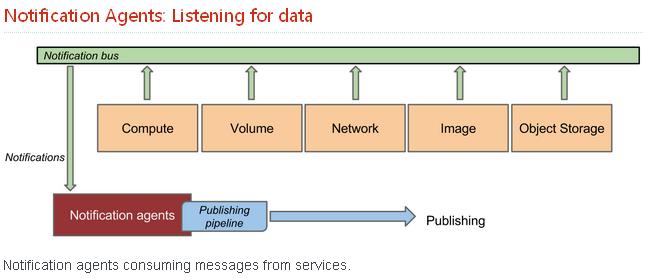 Notification Agents: Listening for data
Notification bus
Compute
Volume
Network
Image
Object Storage
Notifications
Notification agents
Publishing
pipeline
Publishing
Notification agents consuming messages from services.